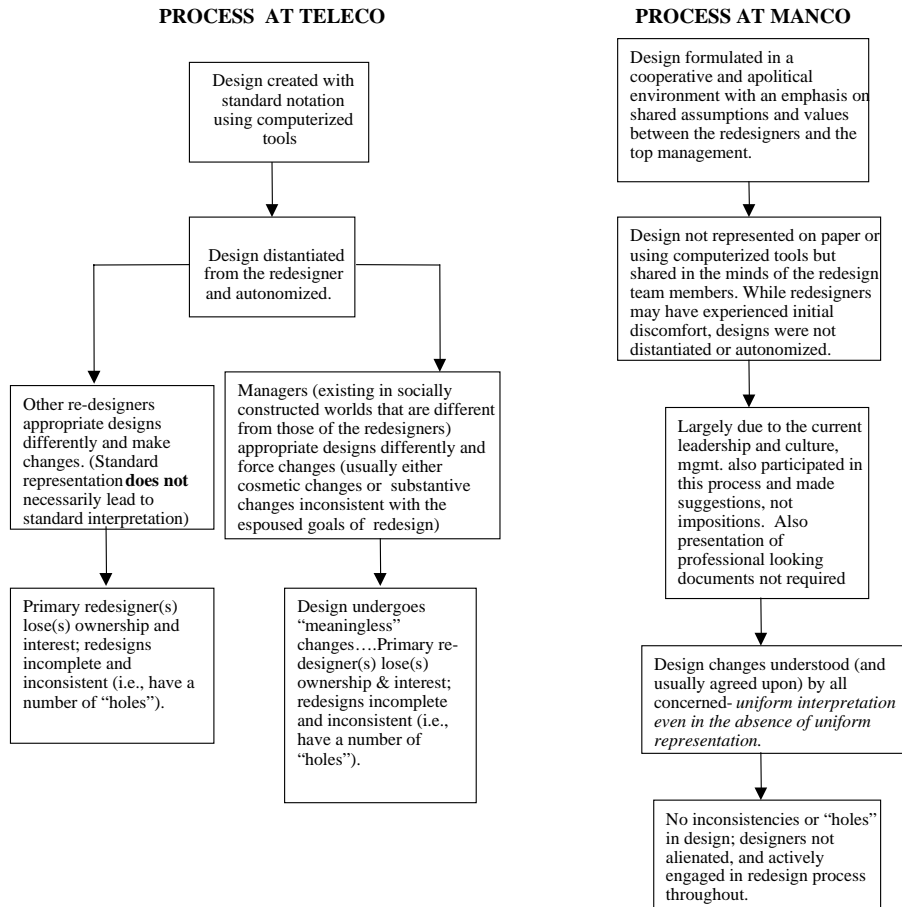 PROCESS AT TELECO
Design created with
standard notation
using computerized
tools
Design distantiated
from the redesigner
and autonomized.
Other re-designers
appropriate designs
differently and make
changes. (Standard
representation does not
necessarily lead to
standard interpretation)
Managers (existing in socially
constructed worlds that are different
from those of the redesigners)
appropriate designs differently and
force changes (usually either
cosmetic changes or substantive
changes inconsistent with the
espoused goals of redesign)
Primary redesigner(s)
lose(s) ownership and
interest; redesigns
incomplete and
inconsistent (i.e., have a
number of “holes”).
Design undergoes
“meaningless”
changes….Primary re-
designer(s) lose(s)
ownership & interest;
redesigns incomplete
and inconsistent (i.e.,
have a number of
“holes”).
PROCESS AT MANCO
Design formulated in a
cooperative and apolitical
environment with an emphasis on
shared assumptions and values
between the redesigners and the
top management.
Design not represented on paper or
using computerized tools but
shared in the minds of the redesign
team members. While redesigners
may have experienced initial
discomfort, designs were not
distantiated or autonomized.
Largely due to the current
leadership and culture,
mgmt. also participated in
this process and made
suggestions, not
impositions. Also
presentation of
professional looking
documents not required
Design changes understood (and
usually agreed upon) by all
concerned- uniform interpretation
even in the absence of uniform
representation.
No inconsistencies or “holes”
in design; designers not
alienated, and actively
engaged in redesign process
throughout.